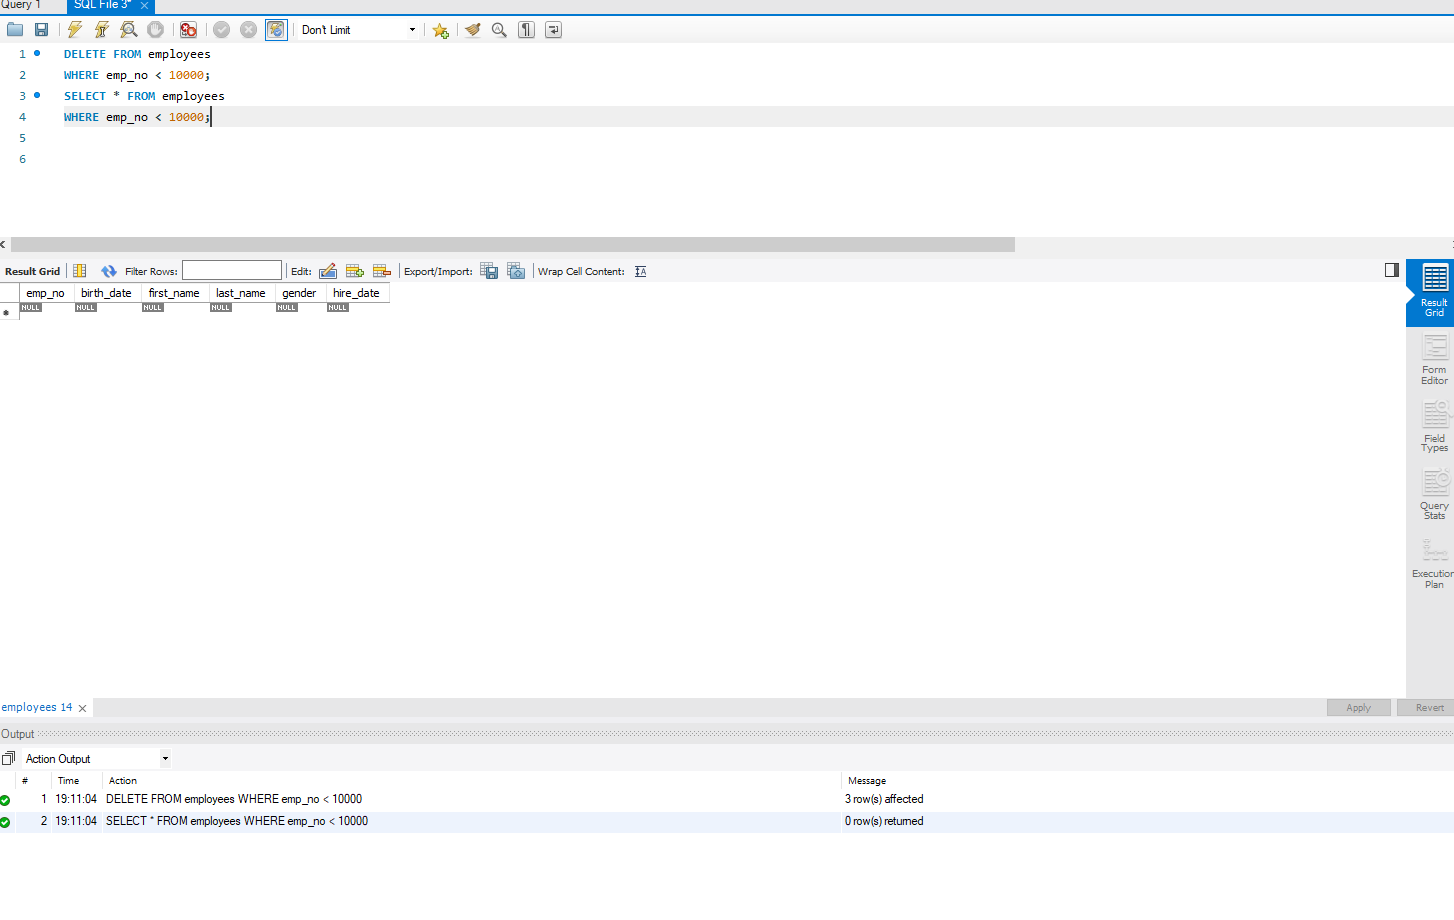 Query 1 SQL File 3*
Don't Limit
1 DELETE FROM employees
2 WHERE emp_no < 10000;
3 SELECT * FROM employees
4 WHERE emp_no < 10000;
5
6
Result Grid Filter Rows: Edit: Export/Import: Wrap Cell Content:
emp_no birth_date first_name last_name gender hire_date
NULL NULL NULL NULL NULL NULL
Result
Grid
Form
Editor
Field
Types
Query
Stats
Execution
Plan
employees 14 Apply Revert
Output
Action Output
# Time Action Message
1 19:11:04 DELETE FROM employees WHERE emp_no < 10000 3 row(s) affected
2 19:11:04 SELECT * FROM employees WHERE emp_no < 10000 0 row(s) returned